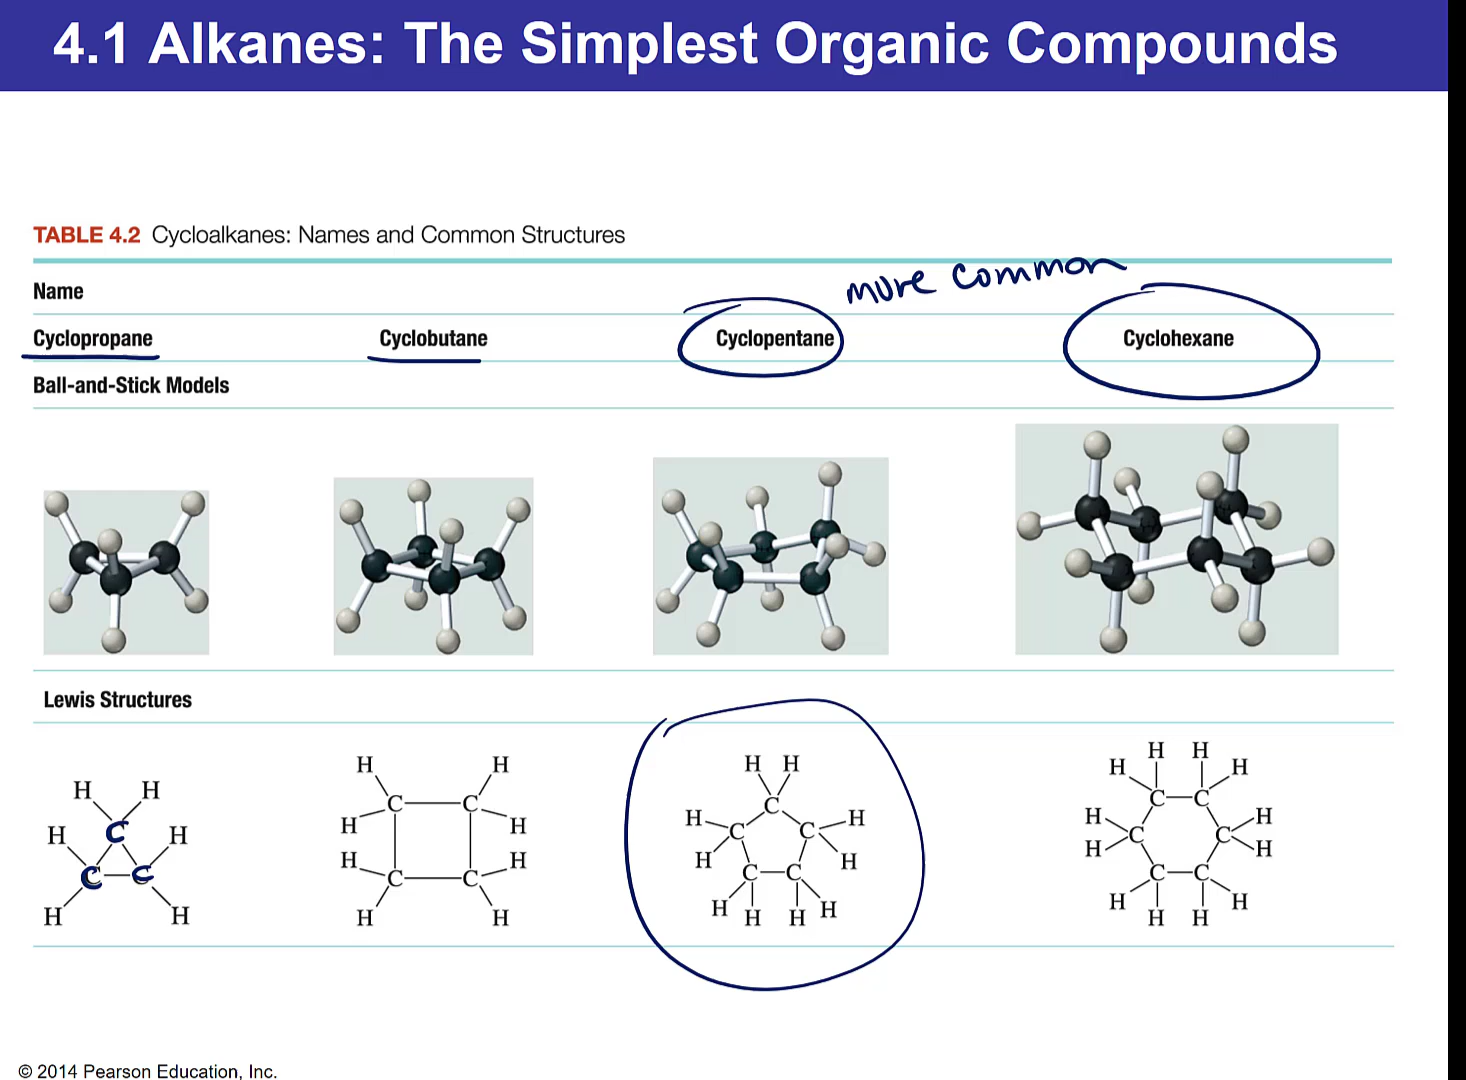 4.1 Alkanes: The Simplest Organic Compounds
TABLE 4.2 Cycloalkanes: Names and Common Structures
more common
Name
Cyclopropane Cyclobutane Cyclopentane Cyclohexane
Ball-and-Stick Models
Lewis Structures
H H
H C H
C C
H H
H H
C C
H H
H H
C C
H H
H H
C
H C C H
H C C H
H H H H
H H
H C C H
H C C H
H C C H
H H
H H
© 2014 Pearson Education, Inc.